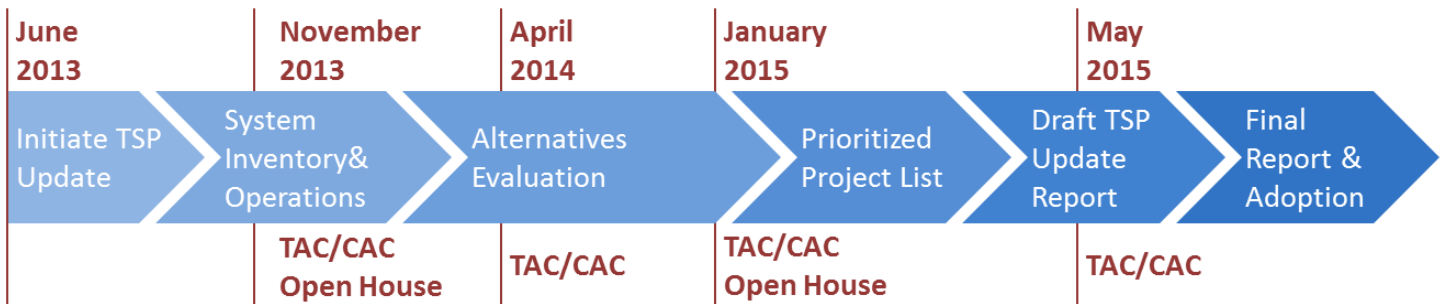 June
2013
November
2013
April
2014
January
2015
May
2015
Initiate TSP
Update
System
Inventory&
Operations
Alternatives
Evaluation
Prioritized
Project List
Draft TSP
Update
Report
Final
Report &
Adoption
TAC/CAC
Open House
TAC/CAC
TAC/CAC
Open House
TAC/CAC